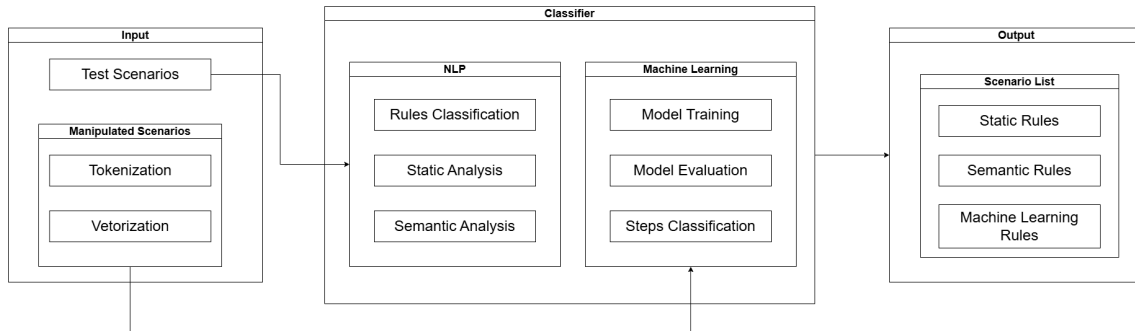 Input
Test Scenarios
Manipulated Scenarios
Tokenization
Vetorization
Classifier
NLP
Rules Classification
Static Analysis
Semantic Analysis
Machine Learning
Model Training
Model Evaluation
Steps Classification
Output
Scenario List
Static Rules
Semantic Rules
Machine Learning
Rules